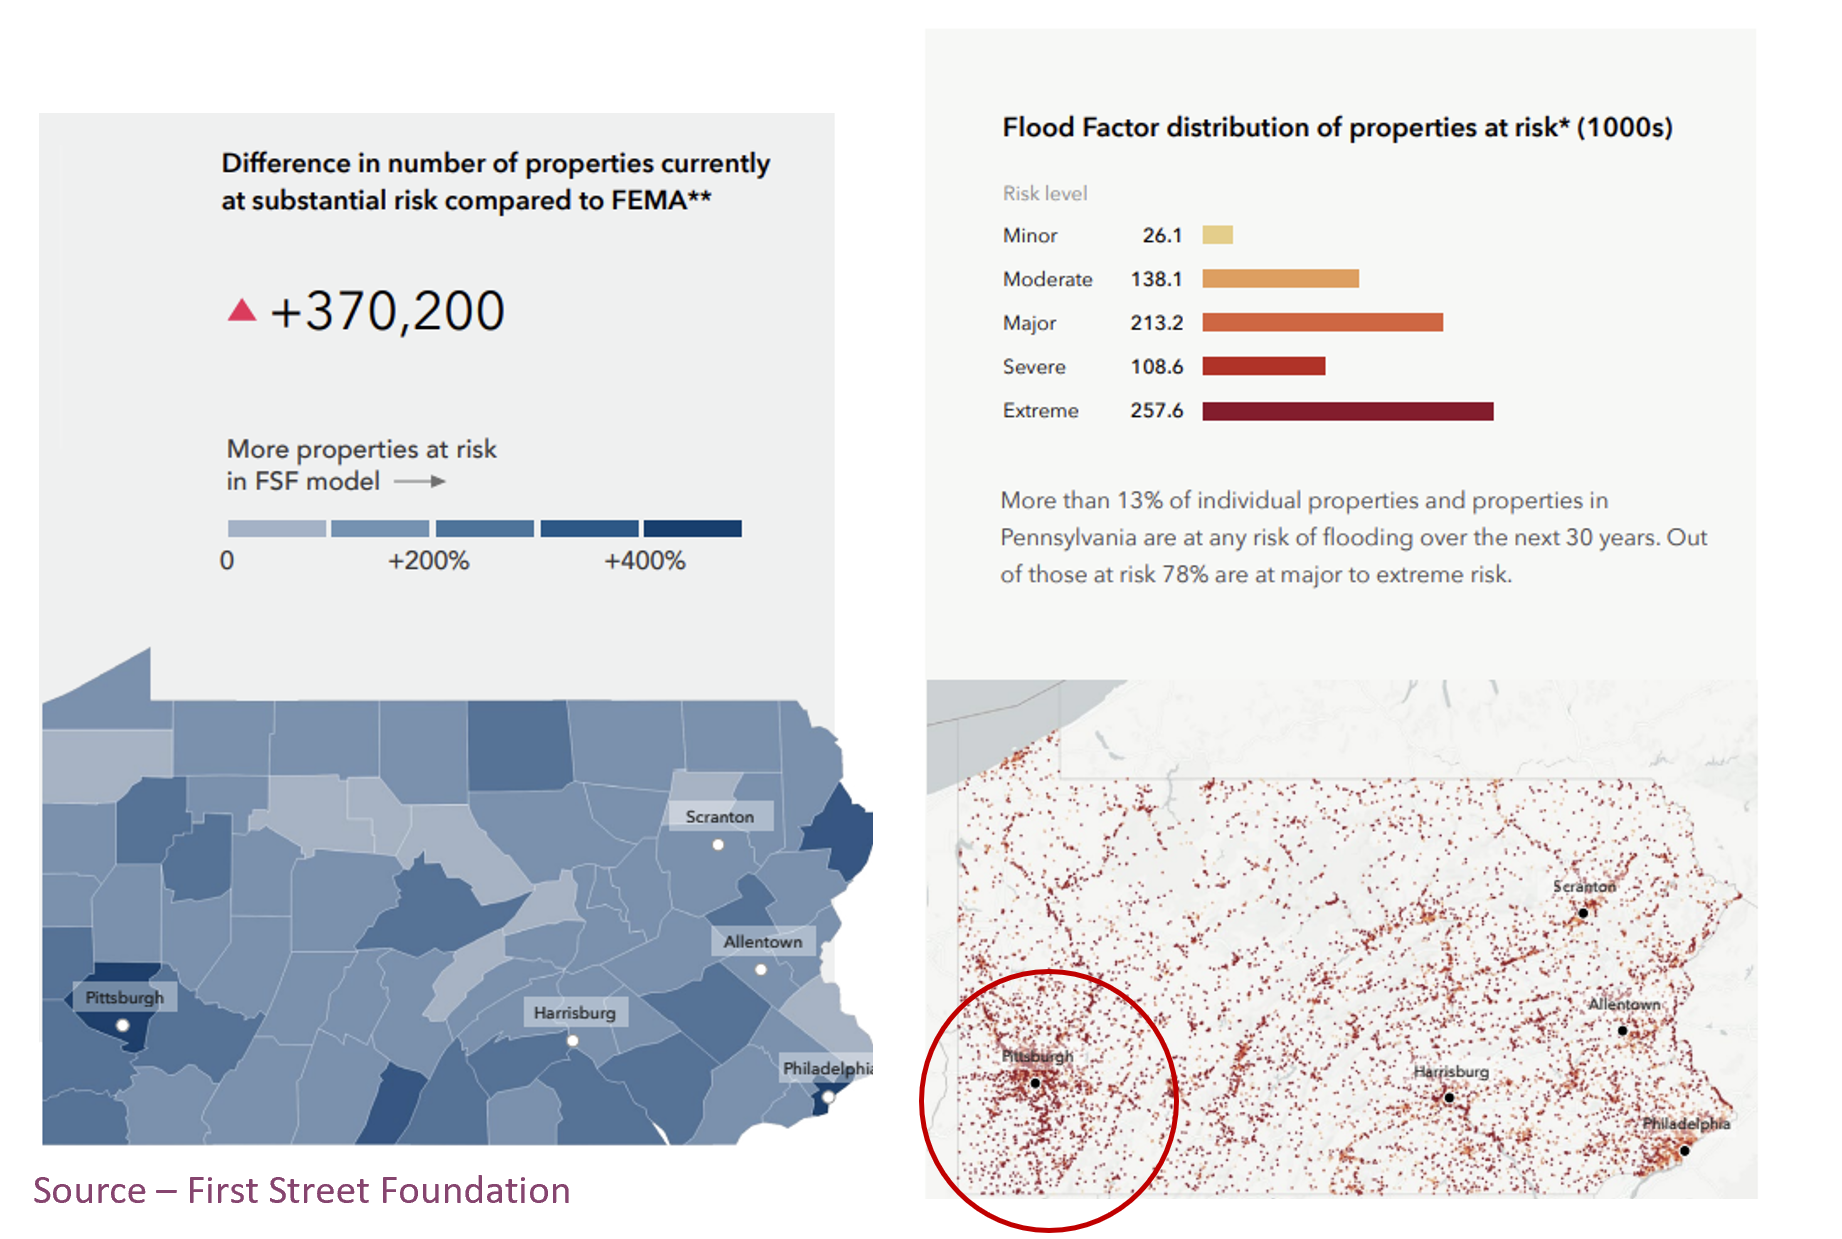 Difference in number of properties currently
at substantial risk compared to FEMA**
+370,200
More properties at risk
in FSF model
0 +200% +400%
Scranton
Allentown
Pittsburgh
Harrisburg
Philadelphia
Source – First Street Foundation
Flood Factor distribution of properties at risk* (1000s)
Risk level
Minor 26.1
Moderate 138.1
Major 213.2
Severe 108.6
Extreme 257.6
More than 13% of individual properties and properties in
Pennsylvania are at any risk of flooding over the next 30 years. Out
of those at risk 78% are at major to extreme risk.
Scranton
Allentown
Pittsburgh
Harrisburg
Philadelphia